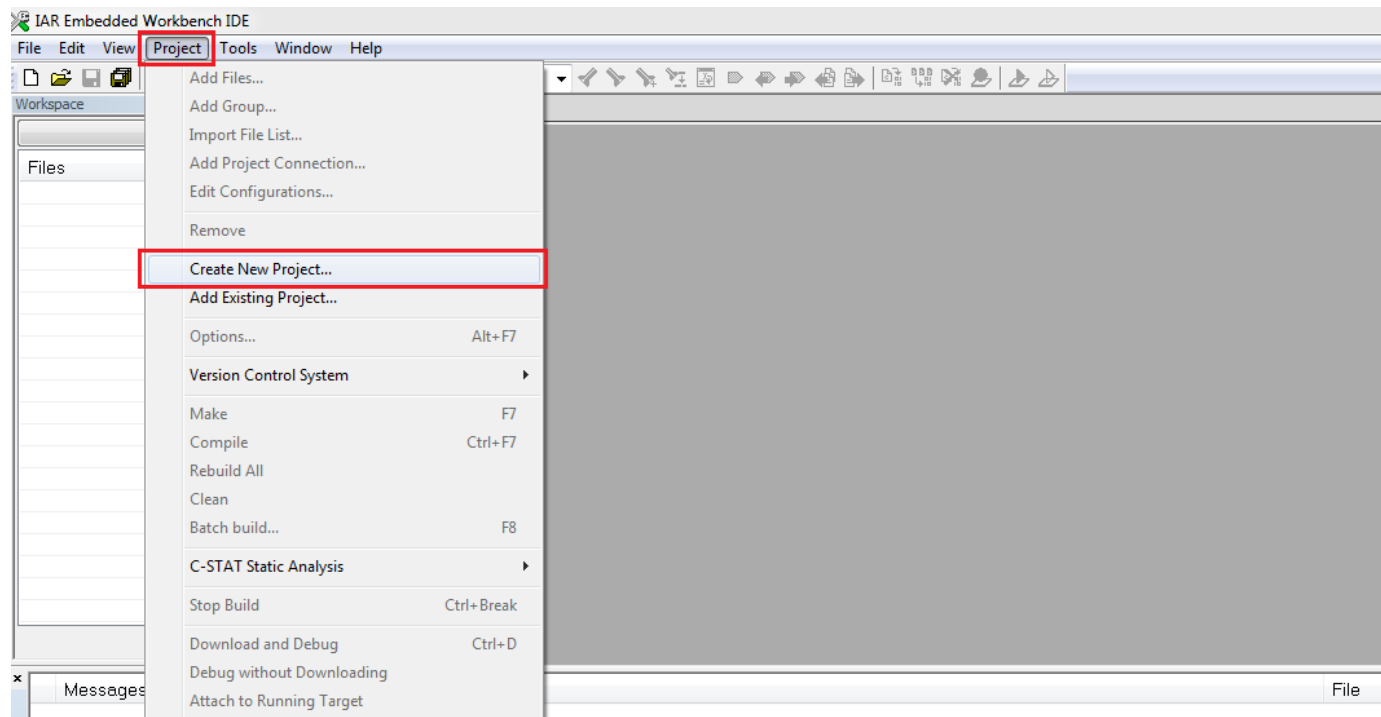 IAR Embedded Workbench IDE
File Edit View Project Tools Window Help
Workspace
Files
Add Files...
Add Group...
Import File List...
Add Project Connection...
Edit Configurations...
Remove
Create New Project...
Add Existing Project...
Options... Alt+F7
Version Control System
Make F7
Compile Ctrl+F7
Rebuild All
Clean
Batch build... F8
C-STAT Static Analysis
Stop Build Ctrl+Break
Download and Debug Ctrl+D
Debug without Downloading
Attach to Running Target
Messages File